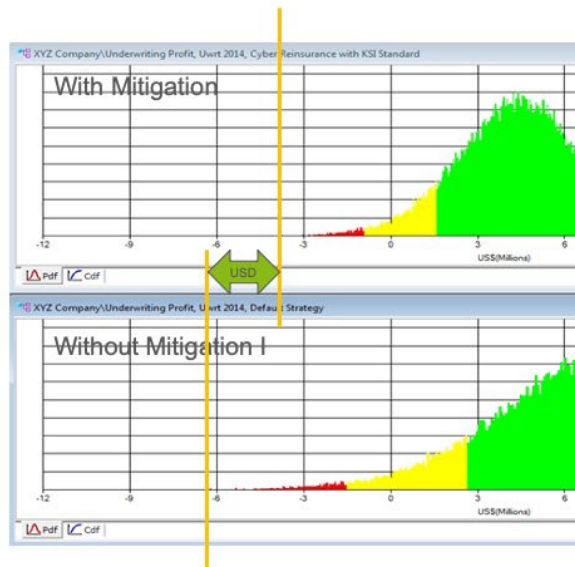 XYZ Company\Underwriting Profit, Uwrt 2014, Cyber Reinsurance with KSI Standard
With Mitigation
-12 -9 -6 -3 0 3 6
US$(Millions)
Pdf Cdf
USD
XYZ Company\Underwriting Profit, Uwrt 2014, Default Strategy
Without Mitigation I
-12 -9 -6 -3 0 3 6
US$(Millions)
Pdf Cdf